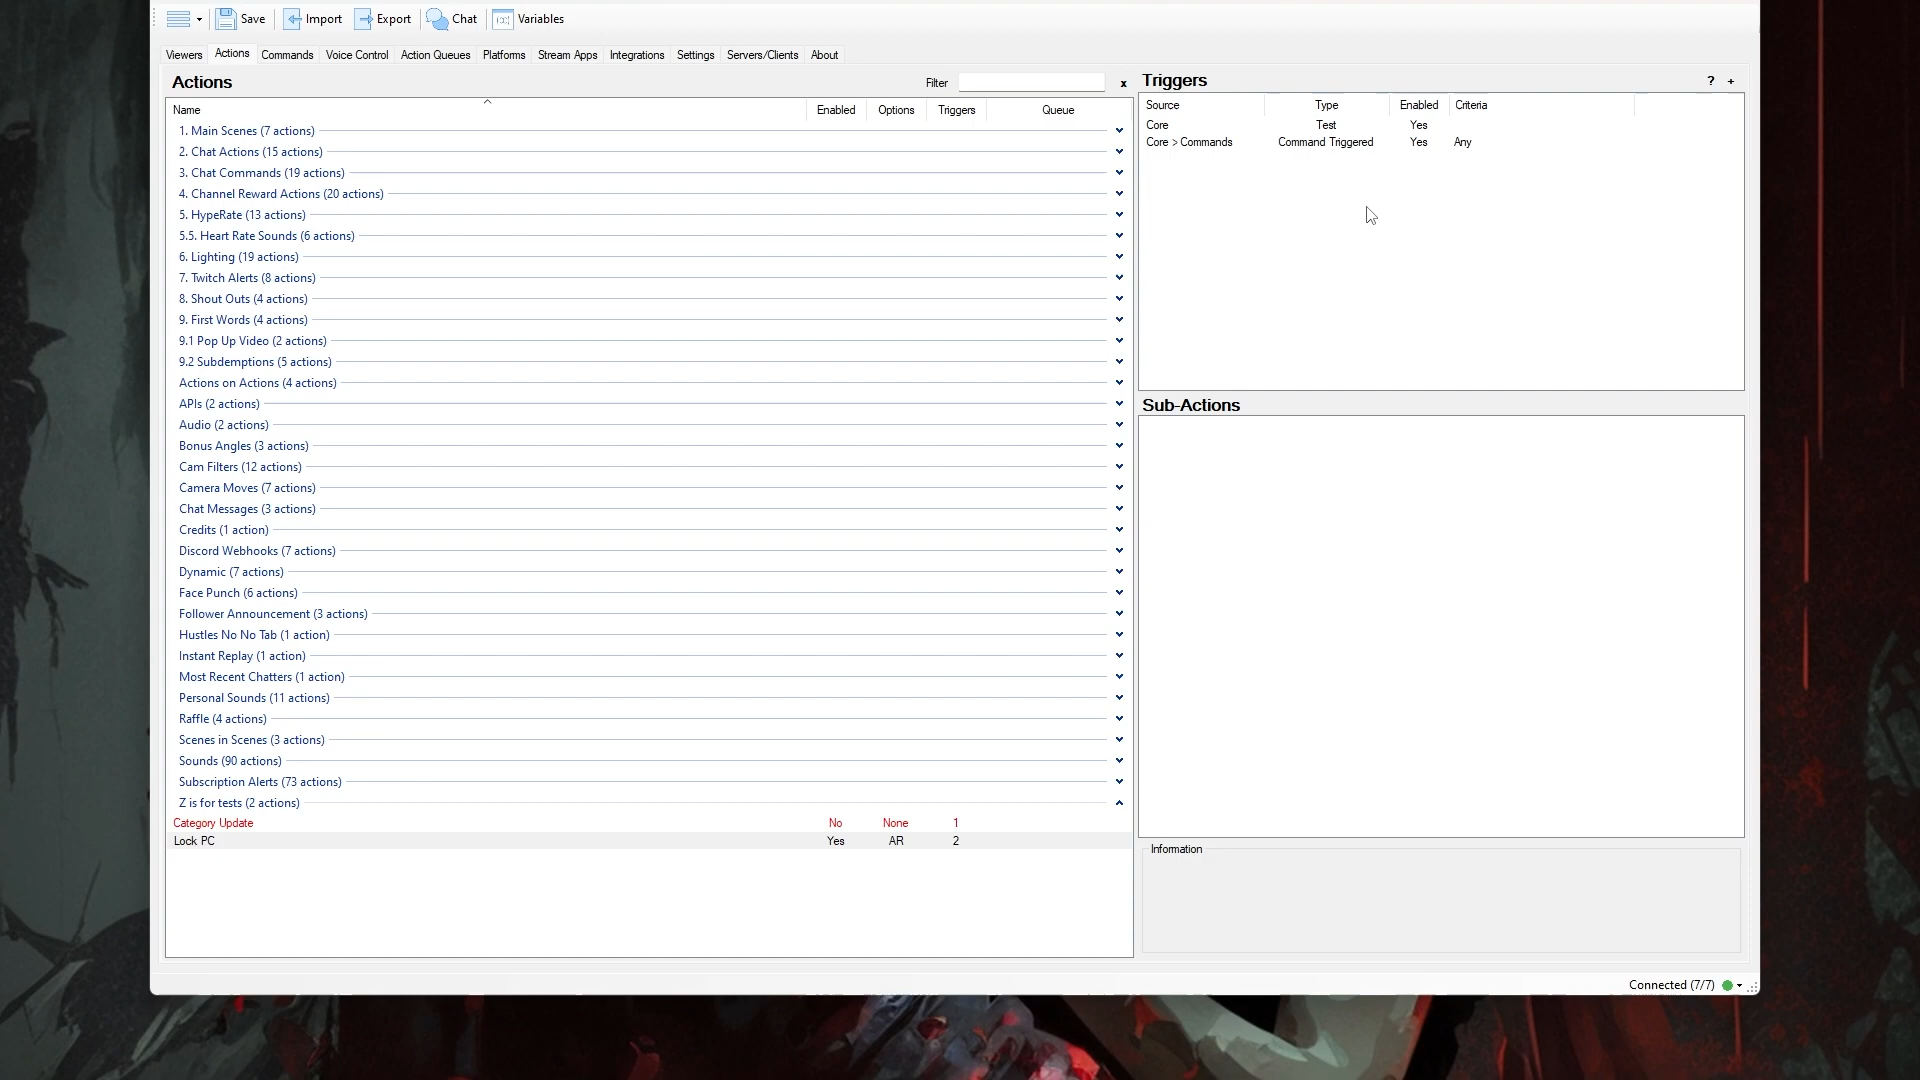 Save Import Export Chat Variables
Viewers Actions Commands Voice Control Action Queues Platforms Stream Apps Integrations Settings Servers/Clients About
Actions Filter x
Name Enabled Options Triggers Queue
1. Main Scenes (7 actions)
2. Chat Actions (15 actions)
3. Chat Commands (19 actions)
4. Channel Reward Actions (20 actions)
5. HypeRate (13 actions)
5.5. Heart Rate Sounds (6 actions)
6. Lighting (19 actions)
7. Twitch Alerts (8 actions)
8. Shout Outs (4 actions)
9. First Words (4 actions)
9.1 Pop Up Video (2 actions)
9.2 Subdemptions (5 actions)
Actions on Actions (4 actions)
APIs (2 actions)
Audio (2 actions)
Bonus Angles (3 actions)
Cam Filters (12 actions)
Camera Moves (7 actions)
Chat Messages (3 actions)
Credits (1 action)
Discord Webhooks (7 actions)
Dynamic (7 actions)
Face Punch (6 actions)
Follower Announcement (3 actions)
Hustles No No Tab (1 action)
Instant Replay (1 action)
Most Recent Chatters (1 action)
Personal Sounds (11 actions)
Raffle (4 actions)
Scenes in Scenes (3 actions)
Sounds (90 actions)
Subscription Alerts (73 actions)
Z is for tests (2 actions)
Category Update No None 1
Lock PC Yes AR 2
Triggers ? +
Source Type Enabled Criteria
Core Test Yes
Core > Commands Command Triggered Yes Any
Sub-Actions
Information
Connected (7/7)